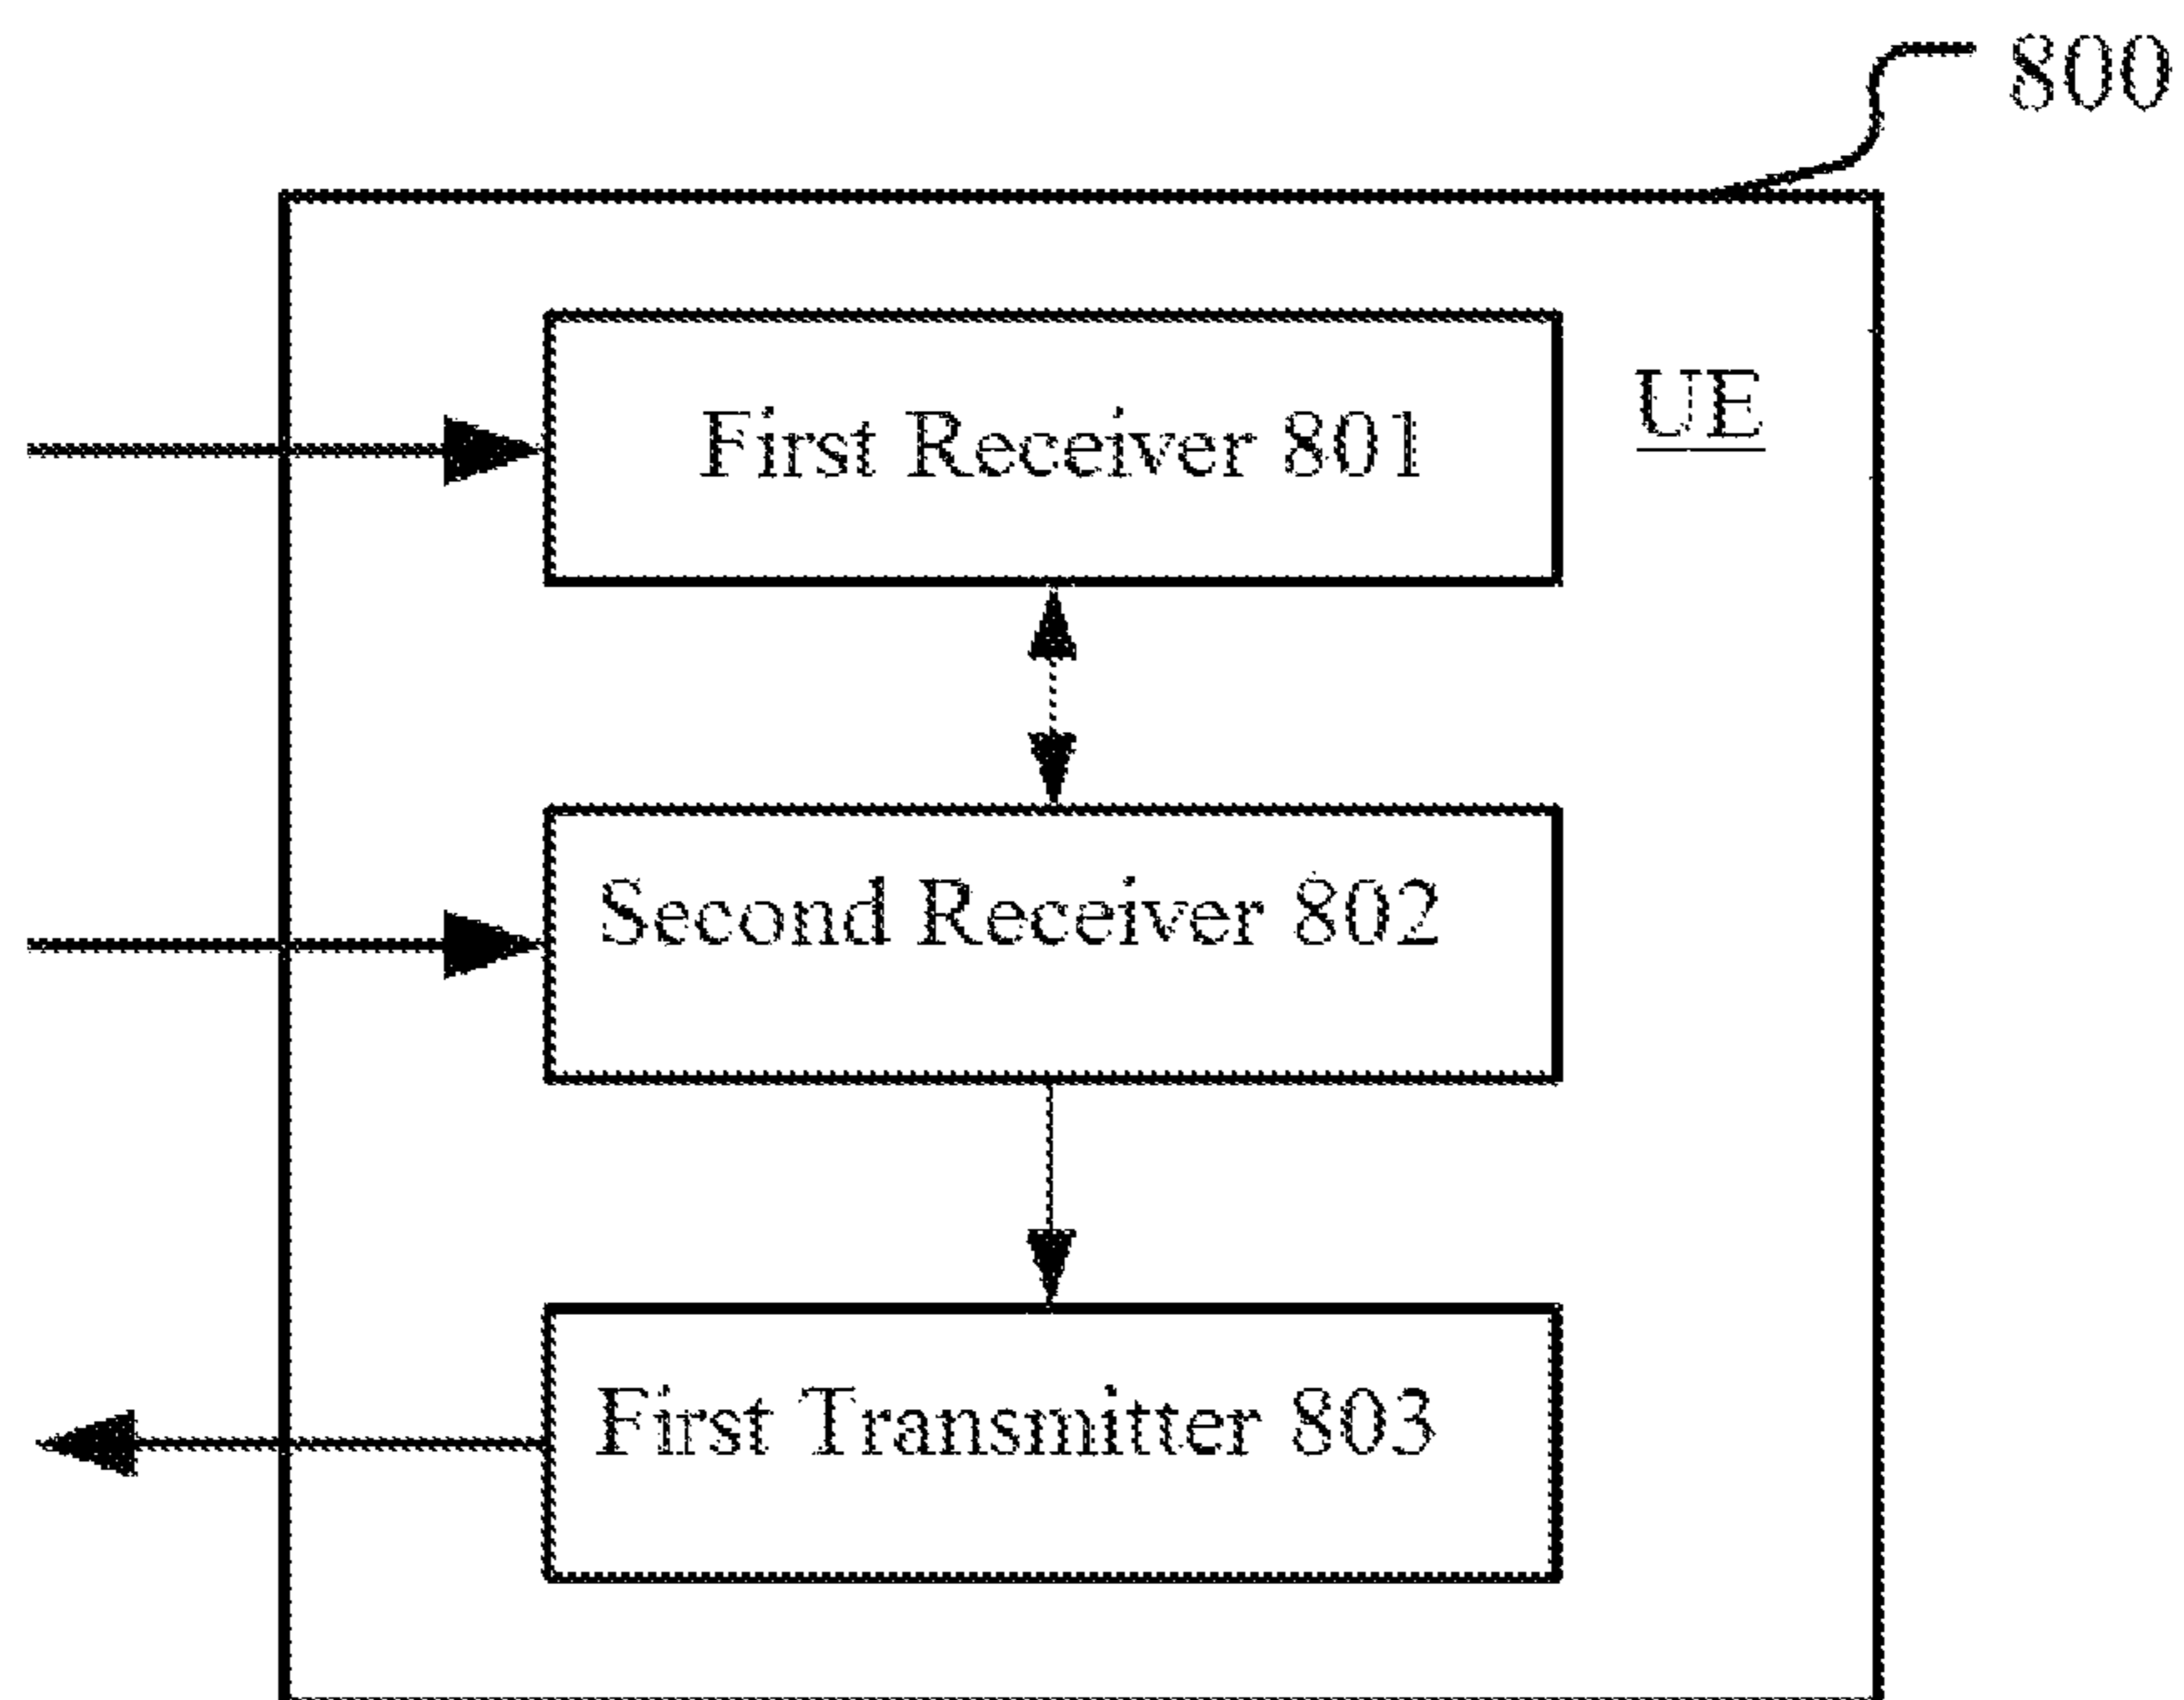 800
UE
First Receiver 801
Second Receiver 802
First Transmitter 803